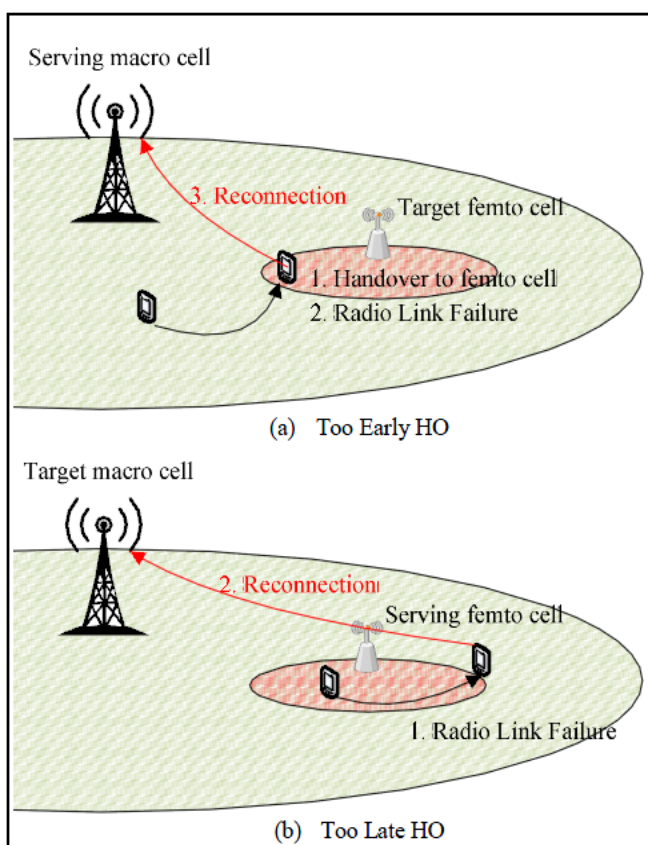 Serving macro cell
3. Reconnection
Target femto cell
1. Handover to femto cell
2. Radio Link Failure
(a) Too Early HO
Target macro cell
2. Reconnection
Serving femto cell
1. Radio Link Failure
(b) Too Late HO